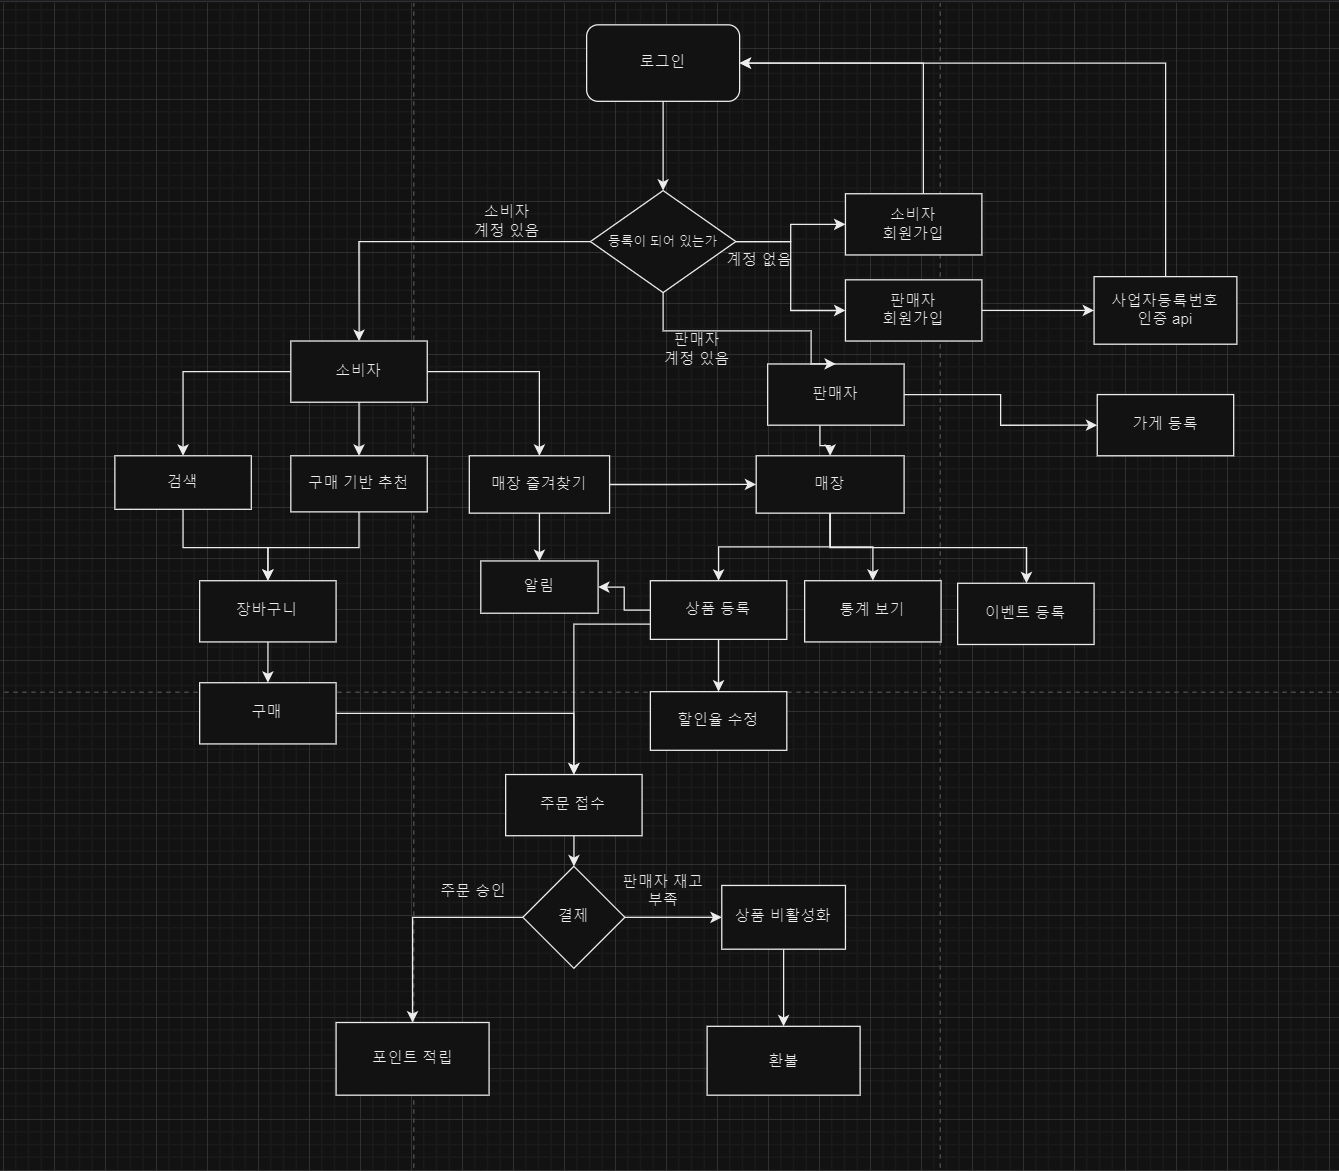 로그인
소비자
계정 있음
등록이 되어 있는가
계정 없음
소비자
회원가입
판매자
회원가입
사업자등록번호
인증 api
판매자
계정 있음
소비자
판매자
가게 등록
검색
구매 기반 추천
매장 즐겨찾기
매장
알림
장바구니
상품 등록
통계 보기
이벤트 등록
구매
할인율 수정
주문 접수
주문 승인
결제
판매자 재고
부족
상품 비활성화
포인트 적립
환불